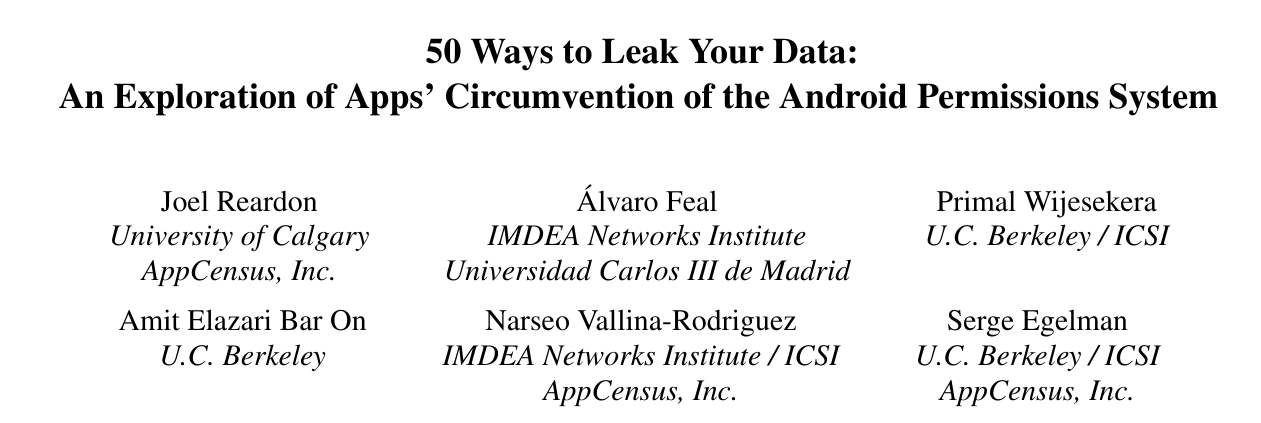 50 Ways to Leak Your Data:
An Exploration of Apps’ Circumvention of the Android Permissions System
Joel Reardon
University of Calgary
AppCensus, Inc.
Álvaro Feal
IMDEA Networks Institute
Universidad Carlos III de Madrid
Primal Wijesekera
U.C. Berkeley / ICSI
Amit Elazari Bar On
U.C. Berkeley
Narseo Vallina-Rodriguez
IMDEA Networks Institute / ICSI
AppCensus, Inc.
Serge Egelman
U.C. Berkeley / ICSI
AppCensus, Inc.